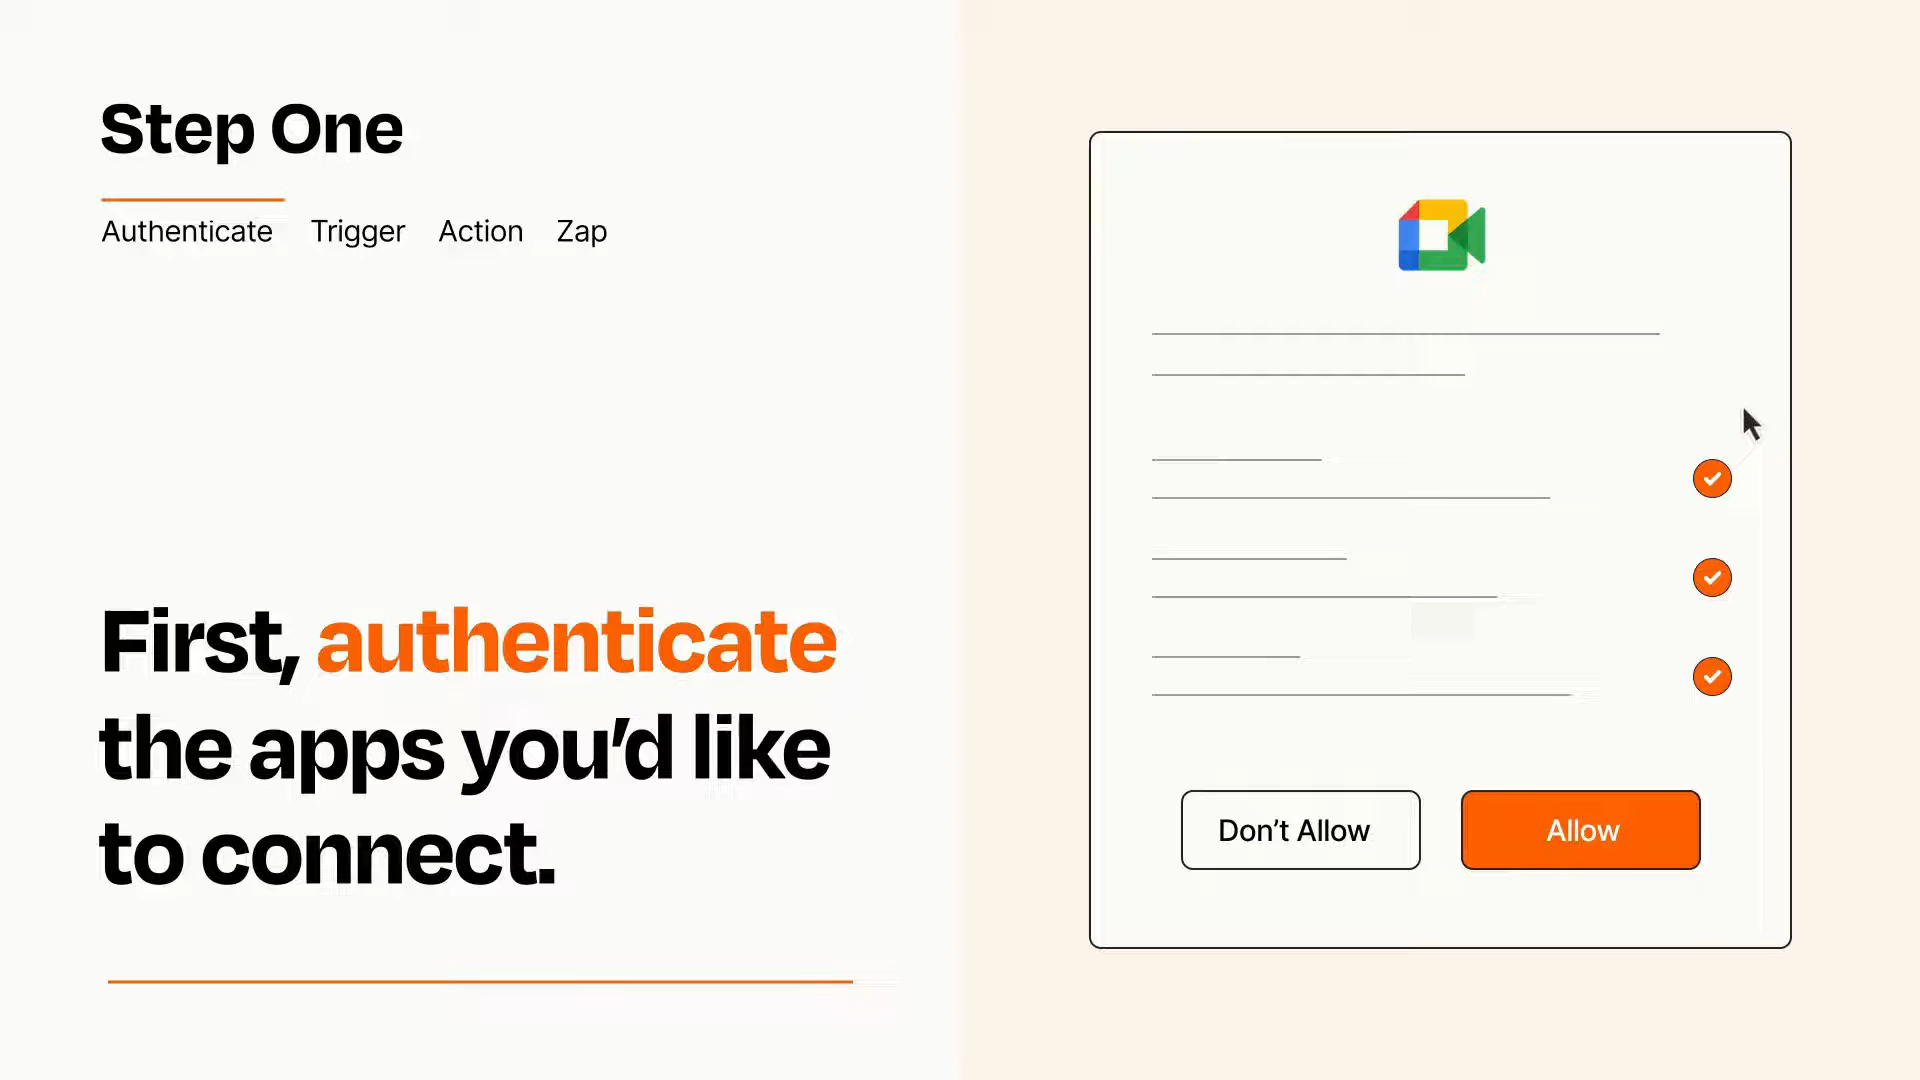 Step One
Authenticate Trigger Action Zap
First, authenticate
the apps you’d like
to connect.
Don’t Allow Allow